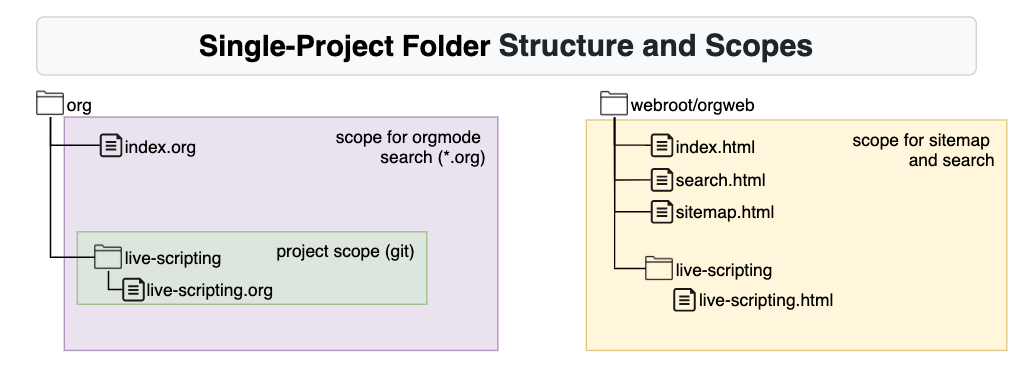 Single-Project Folder Structure and Scopes
org
index.org
scope for orgmode
search (*.org)
live-scripting
project scope (git)
live-scripting.org
webroot/orgweb
index.html
scope for sitemap
and search
search.html
sitemap.html
live-scripting
live-scripting.html